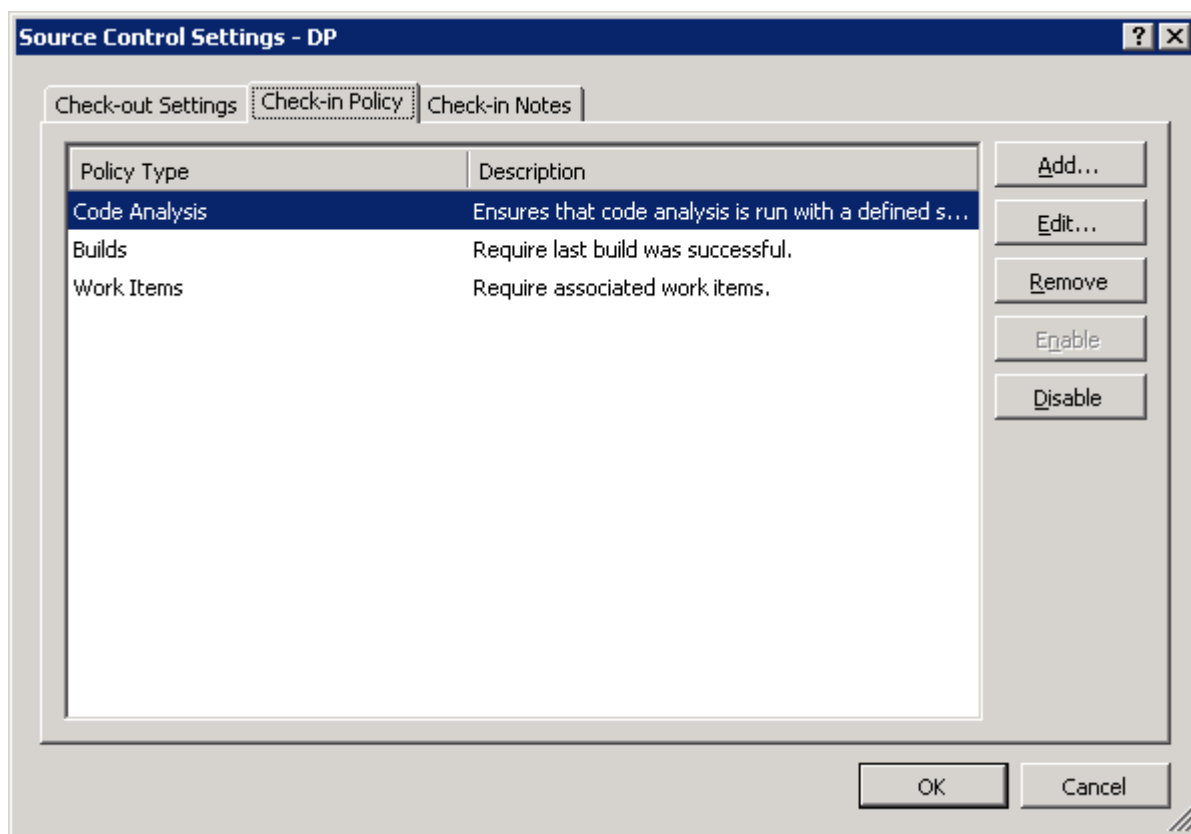 Source Control Settings - DP
Check-out Settings Check-in Policy Check-in Notes
Policy Type Description
Code Analysis Ensures that code analysis is run with a defined s...
Builds Require last build was successful.
Work Items Require associated work items.
Add...
Edit...
Remove
Enable
Disable
OK Cancel